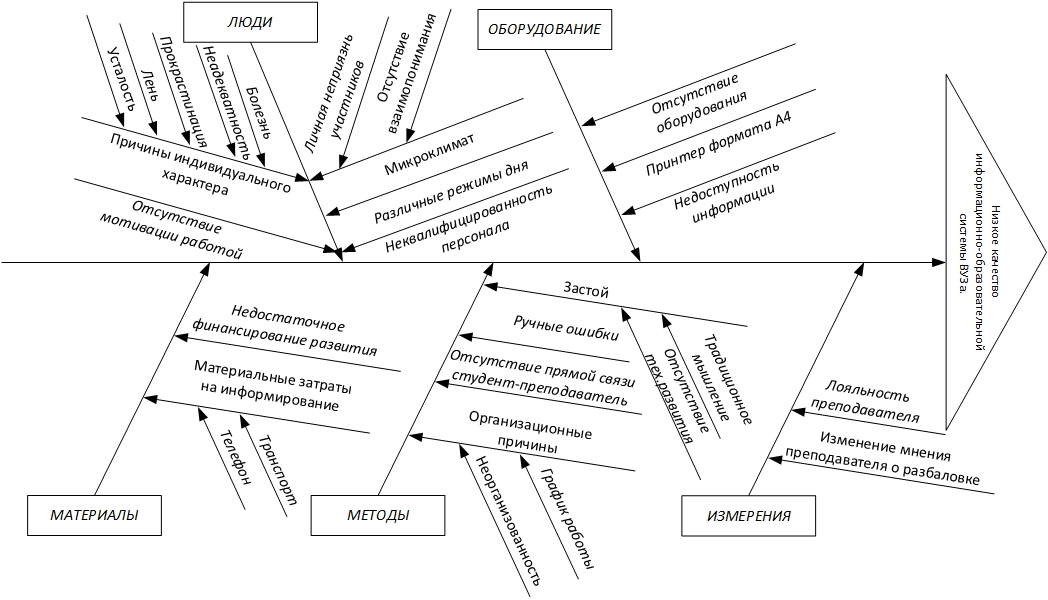 ЛЮДИ
Усталость
Лень
Прокрастинация
Неадекватность
Болезнь
Причины индивидуального
характера
Личная неприязнь
участников
Отсутствие
взаимопонимания
Микроклимат
Различные режимы дня
Неквалифицированность
персонала
Отсутствие
мотивации работой
ОБОРУДОВАНИЕ
Отсутствие
оборудования
Принтер формата А4
Недоступность
информации
Низкое качество
информационно-образовательной
системы ВУЗа.
МАТЕРИАЛЫ
Недостаточное
финансирование развития
Материальные затраты
на информирование
Телефон
Транспорт
МЕТОДЫ
Застой
Традиционное
мышление
Отсутствие
тех.развития
Ручные ошибки
Отсутствие прямой связи
студент-преподаватель
Организационные
причины
Неорганизованность
График работы
ИЗМЕРЕНИЯ
Лояльность
преподавателя
Изменение мнения
преподавателя о разбаловке